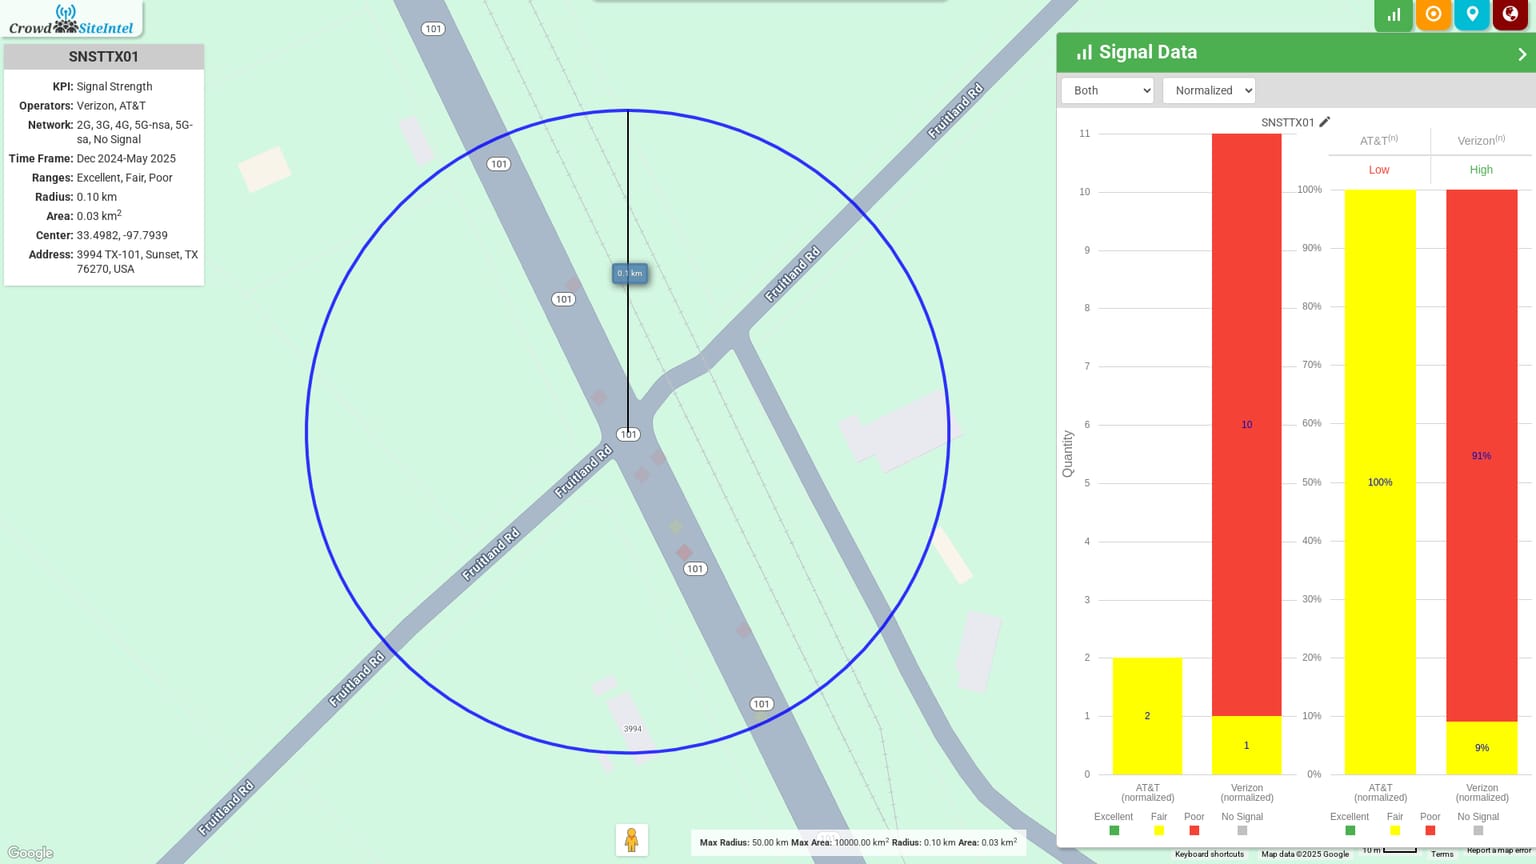 Crowd SiteIntel
SNSTTX01
KPI: Signal Strength
Operators: Verizon, AT&T
Network: 2G, 3G, 4G, 5G-nsa, 5G-
sa, No Signal
Time Frame: Dec 2024-May 2025
Ranges: Excellent, Fair, Poor
Radius: 0.10 km
Area: 0.03 km²
Center: 33.4982, -97.7939
Address: 3994 TX-101, Sunset, TX
76270, USA
101
101
101
101
101
101
101
Fruitland Rd
Fruitland Rd
Fruitland Rd
Fruitland Rd
Fruitland Rd
Fruitland Rd
0.1 km
3994
Google
Max Radius: 50.00 km Max Area: 10000.00 km² Radius: 0.10 km Area: 0.03 km²
Signal Data
Both
Normalized
SNSTTX01
AT&T(n)
Verizon(n)
Low
High
Quantity
11
10
9
8
7
6
5
4
3
2
1
0
2
10
1
AT&T
(normalized)
Verizon
(normalized)
Excellent
Fair
Poor
No Signal
100%
90%
80%
70%
60%
50%
40%
30%
20%
10%
0%
100%
91%
9%
AT&T
(normalized)
Verizon
(normalized)
Excellent
Fair
Poor
No Signal
Keyboard shortcuts
Map data ©2025 Google
10 m
Terms
Report a map error